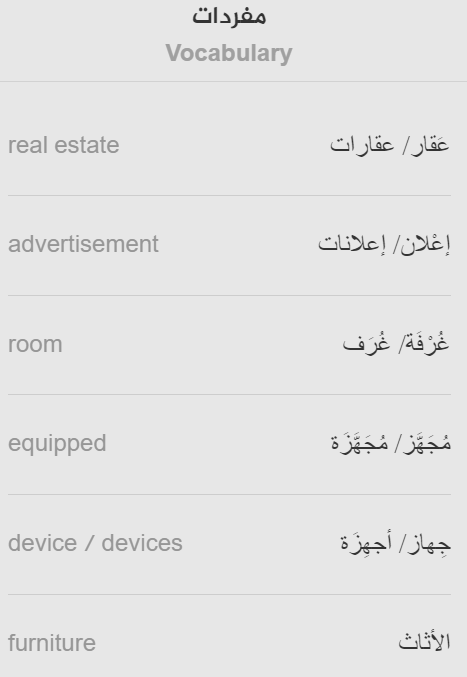 مفردات
Vocabulary
real estate عَقار/ عقارات
advertisement إعْلان/ إعلانات
room غُرْفَة/ غُرَف
equipped مُجَهَّز/ مُجَهَّزَة
device / devices جِهاز/ أجهِزَة
furniture الأثاث